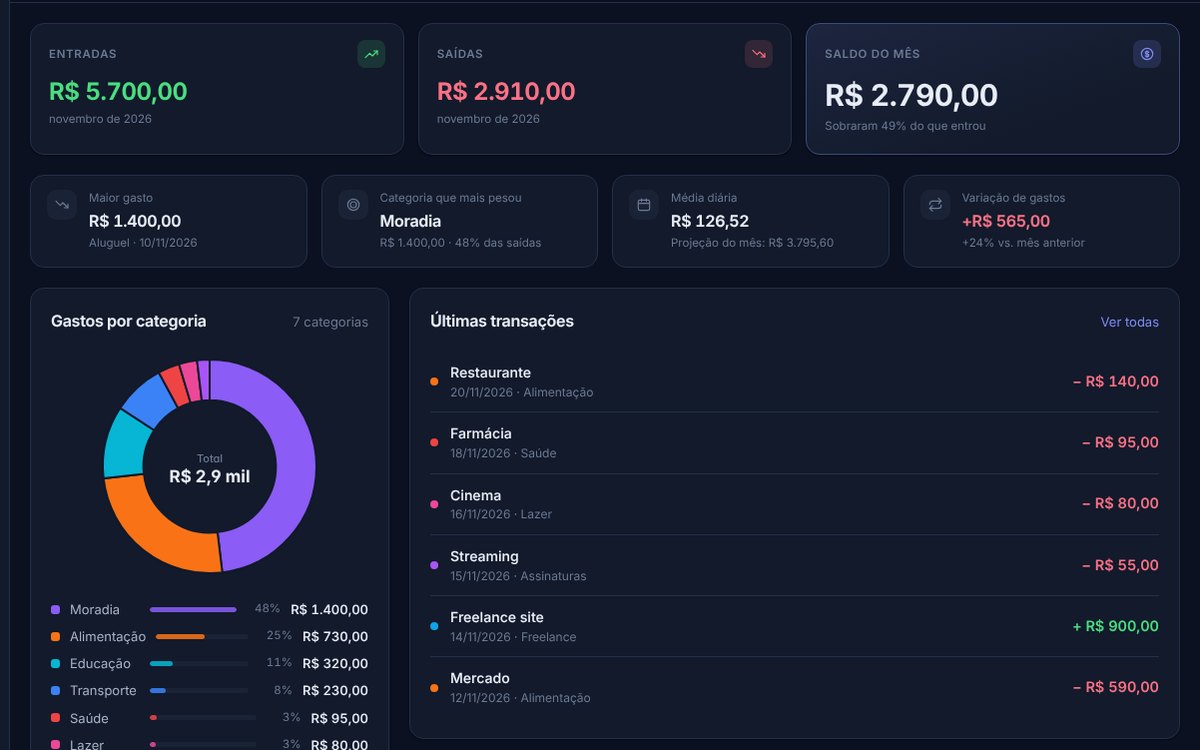 ENTRADAS
R$ 5.700,00
novembro de 2026
SAÍDAS
R$ 2.910,00
novembro de 2026
SALDO DO MÊS
R$ 2.790,00
Sobraram 49% do que entrou
Maior gasto
R$ 1.400,00
Aluguel · 10/11/2026
Categoria que mais pesou
Moradia
R$ 1.400,00 · 48% das saídas
Média diária
R$ 126,52
Projeção do mês: R$ 3.795,60
Variação de gastos
+R$ 565,00
+24% vs. mês anterior
Gastos por categoria
7 categorias
Total
R$ 2,9 mil
Moradia 48% R$ 1.400,00
Alimentação 25% R$ 730,00
Educação 11% R$ 320,00
Transporte 8% R$ 230,00
Saúde 3% R$ 95,00
Lazer 3% R$ 80,00
Últimas transações
Ver todas
Restaurante
20/11/2026 · Alimentação
− R$ 140,00
Farmácia
18/11/2026 · Saúde
− R$ 95,00
Cinema
16/11/2026 · Lazer
− R$ 80,00
Streaming
15/11/2026 · Assinaturas
− R$ 55,00
Freelance site
14/11/2026 · Freelance
+ R$ 900,00
Mercado
12/11/2026 · Alimentação
− R$ 590,00